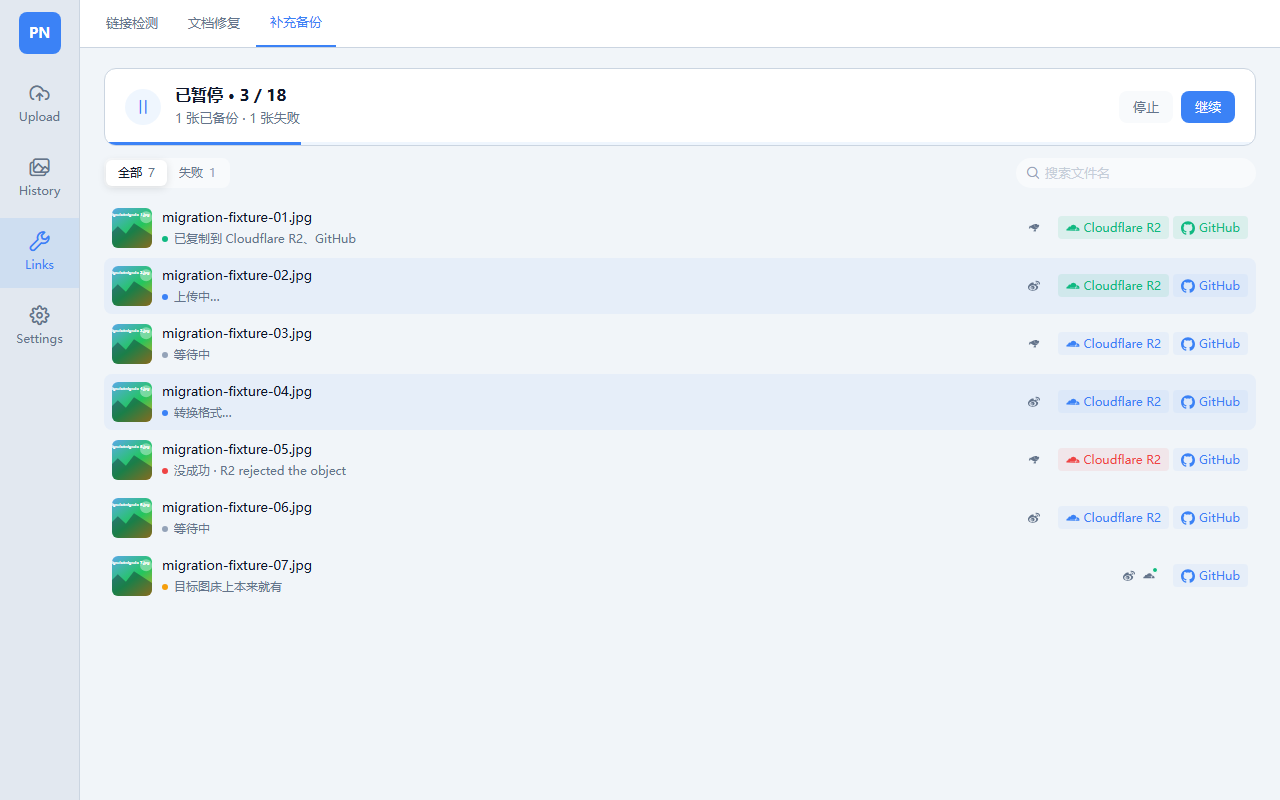 PN
Upload
History
Links
Settings
链接检测 文档修复 补充备份
已暂停 • 3 / 18
1 张已备份 · 1 张失败
停止 继续
全部 7 失败 1
搜索文件名
migration-fixture-01.jpg
已复制到 Cloudflare R2、GitHub
Cloudflare R2 GitHub
migration-fixture-02.jpg
上传中...
Cloudflare R2 GitHub
migration-fixture-03.jpg
等待中
Cloudflare R2 GitHub
migration-fixture-04.jpg
转换格式...
Cloudflare R2 GitHub
migration-fixture-05.jpg
没成功 · R2 rejected the object
Cloudflare R2 GitHub
migration-fixture-06.jpg
等待中
Cloudflare R2 GitHub
migration-fixture-07.jpg
目标图床上本来就有
GitHub